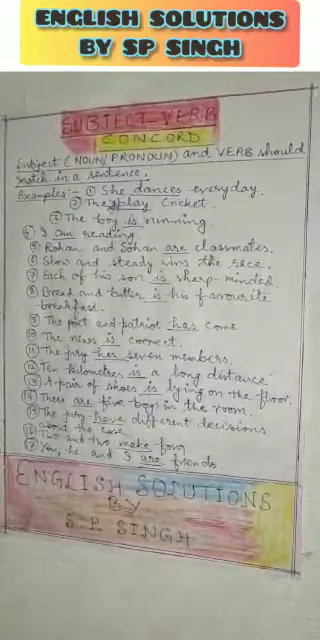 ENGLISH SOLUTIONS
BY SP SINGH
SUBJECT-VERB
CONCORD
Subject (NOUN/PRONOUN) and VERB should
match in a sentence.
Examples:- ① She dances everyday.
② They play Cricket.
③ The boy is running.
④ I am reading.
⑤ Rohan and Sohan are classmates.
⑥ Slow and steady wins the race.
⑦ Each of his son is sharp-minded.
⑧ Bread and butter is his favourite
breakfast.
⑨ The poet and patriot has come.
⑩ The news is correct.
⑪ The jury has seven members.
⑫ Ten kilometres is a long distance
⑬ A pair of shoes is lying on the floor.
⑭ There are five boys in the room.
⑮ The jury have different decisions
about the case.
⑯ Two and two make four.
⑰ You, he and I are friends.
ENGLISH SOLUTIONS
BY
S.P. SINGH